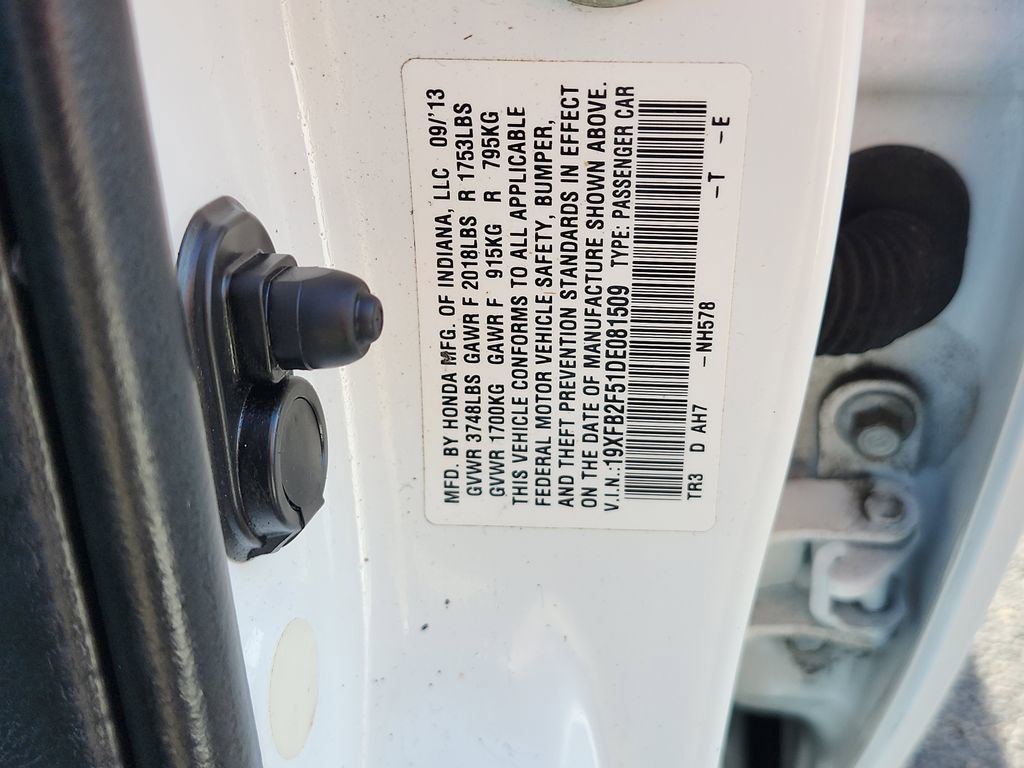 MFD. BY HONDA MFG. OF INDIANA, LLC 09/'13
GVWR 3748LBS GAWR F 2018LBS R 1753LBS
GVWR 1700KG GAWR F 915KG R 795KG
THIS VEHICLE CONFORMS TO ALL APPLICABLE
FEDERAL MOTOR VEHICLE SAFETY, BUMPER,
AND THEFT PREVENTION STANDARDS IN EFFECT
ON THE DATE OF MANUFACTURE SHOWN ABOVE.
V.I.N.:19XFB2F51DE081509 TYPE: PASSENGER CAR
TR3 D AH7 -NH578 -T -E